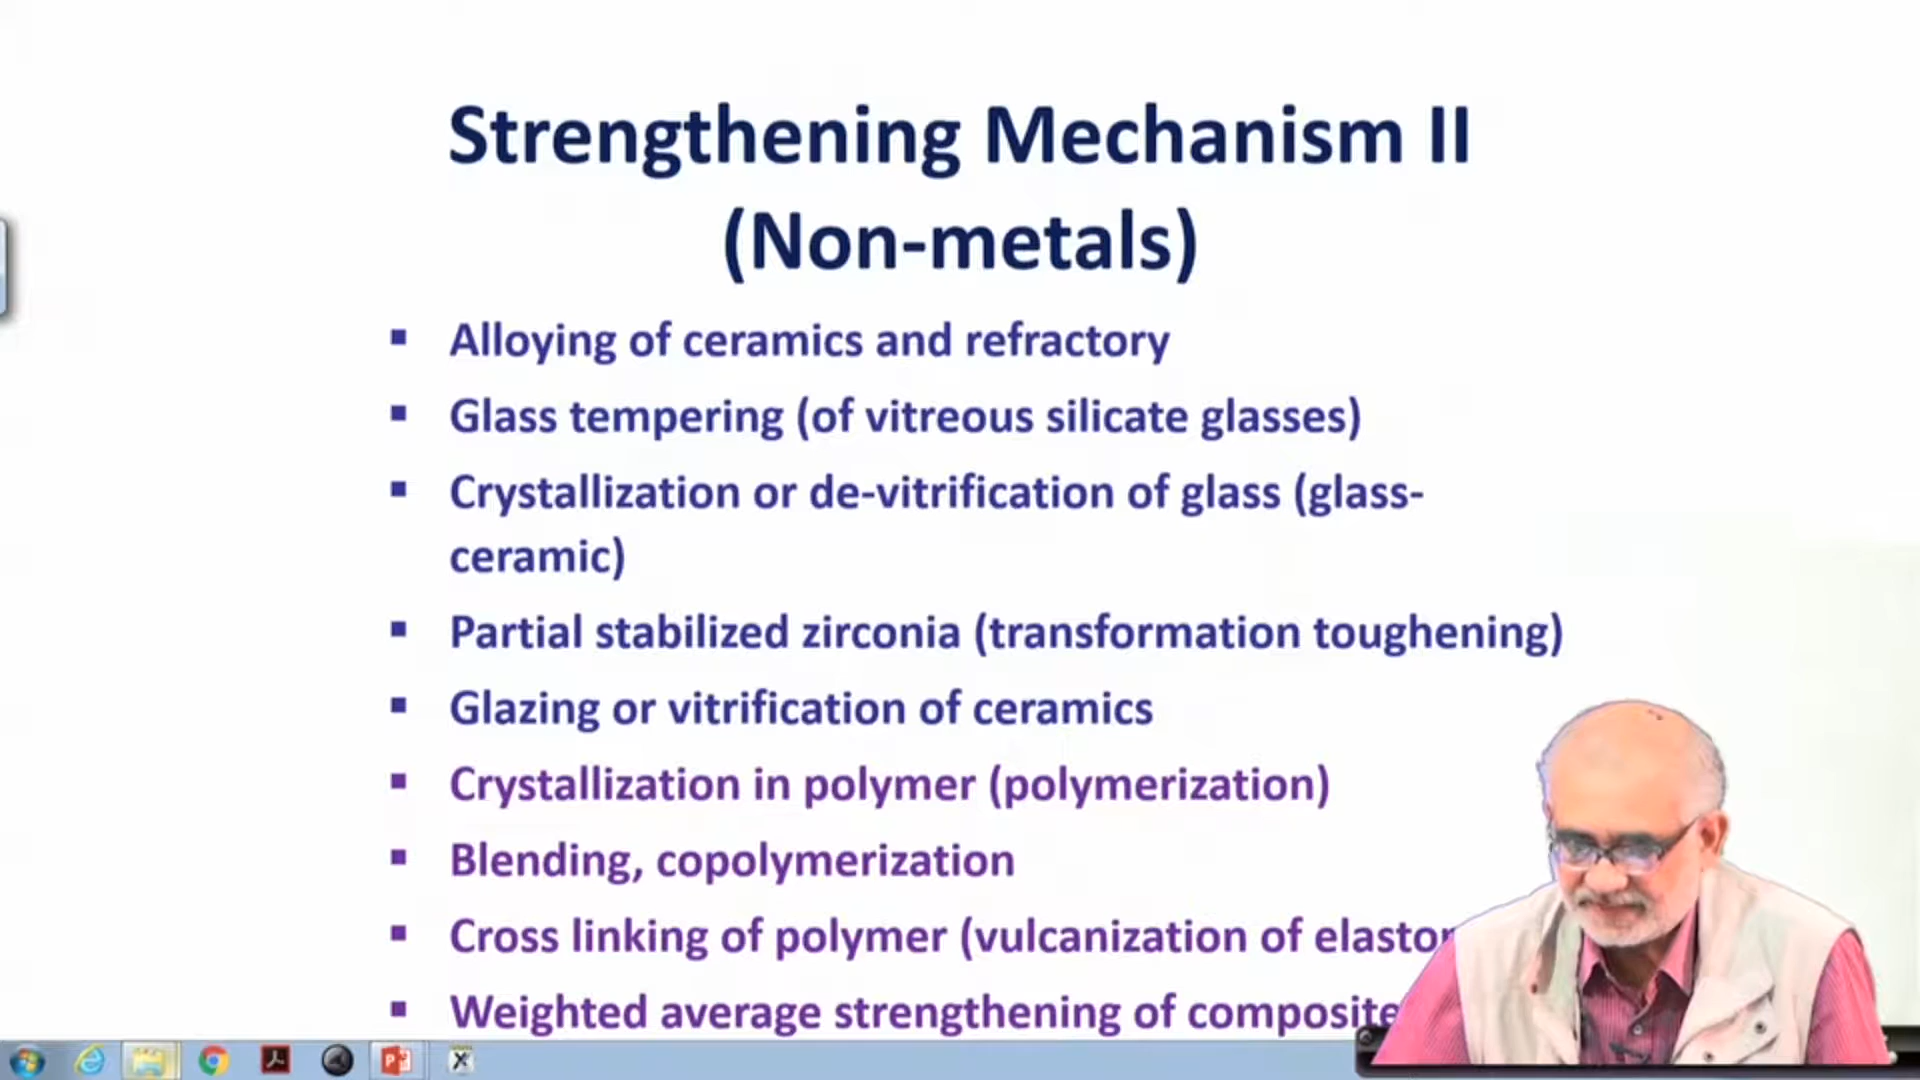 Strengthening Mechanism II
(Non-metals)
▪ Alloying of ceramics and refractory
▪ Glass tempering (of vitreous silicate glasses)
▪ Crystallization or de-vitrification of glass (glass-
ceramic)
▪ Partial stabilized zirconia (transformation toughening)
▪ Glazing or vitrification of ceramics
▪ Crystallization in polymer (polymerization)
▪ Blending, copolymerization
▪ Cross linking of polymer (vulcanization of
▪ Weighted average strengthening of composite